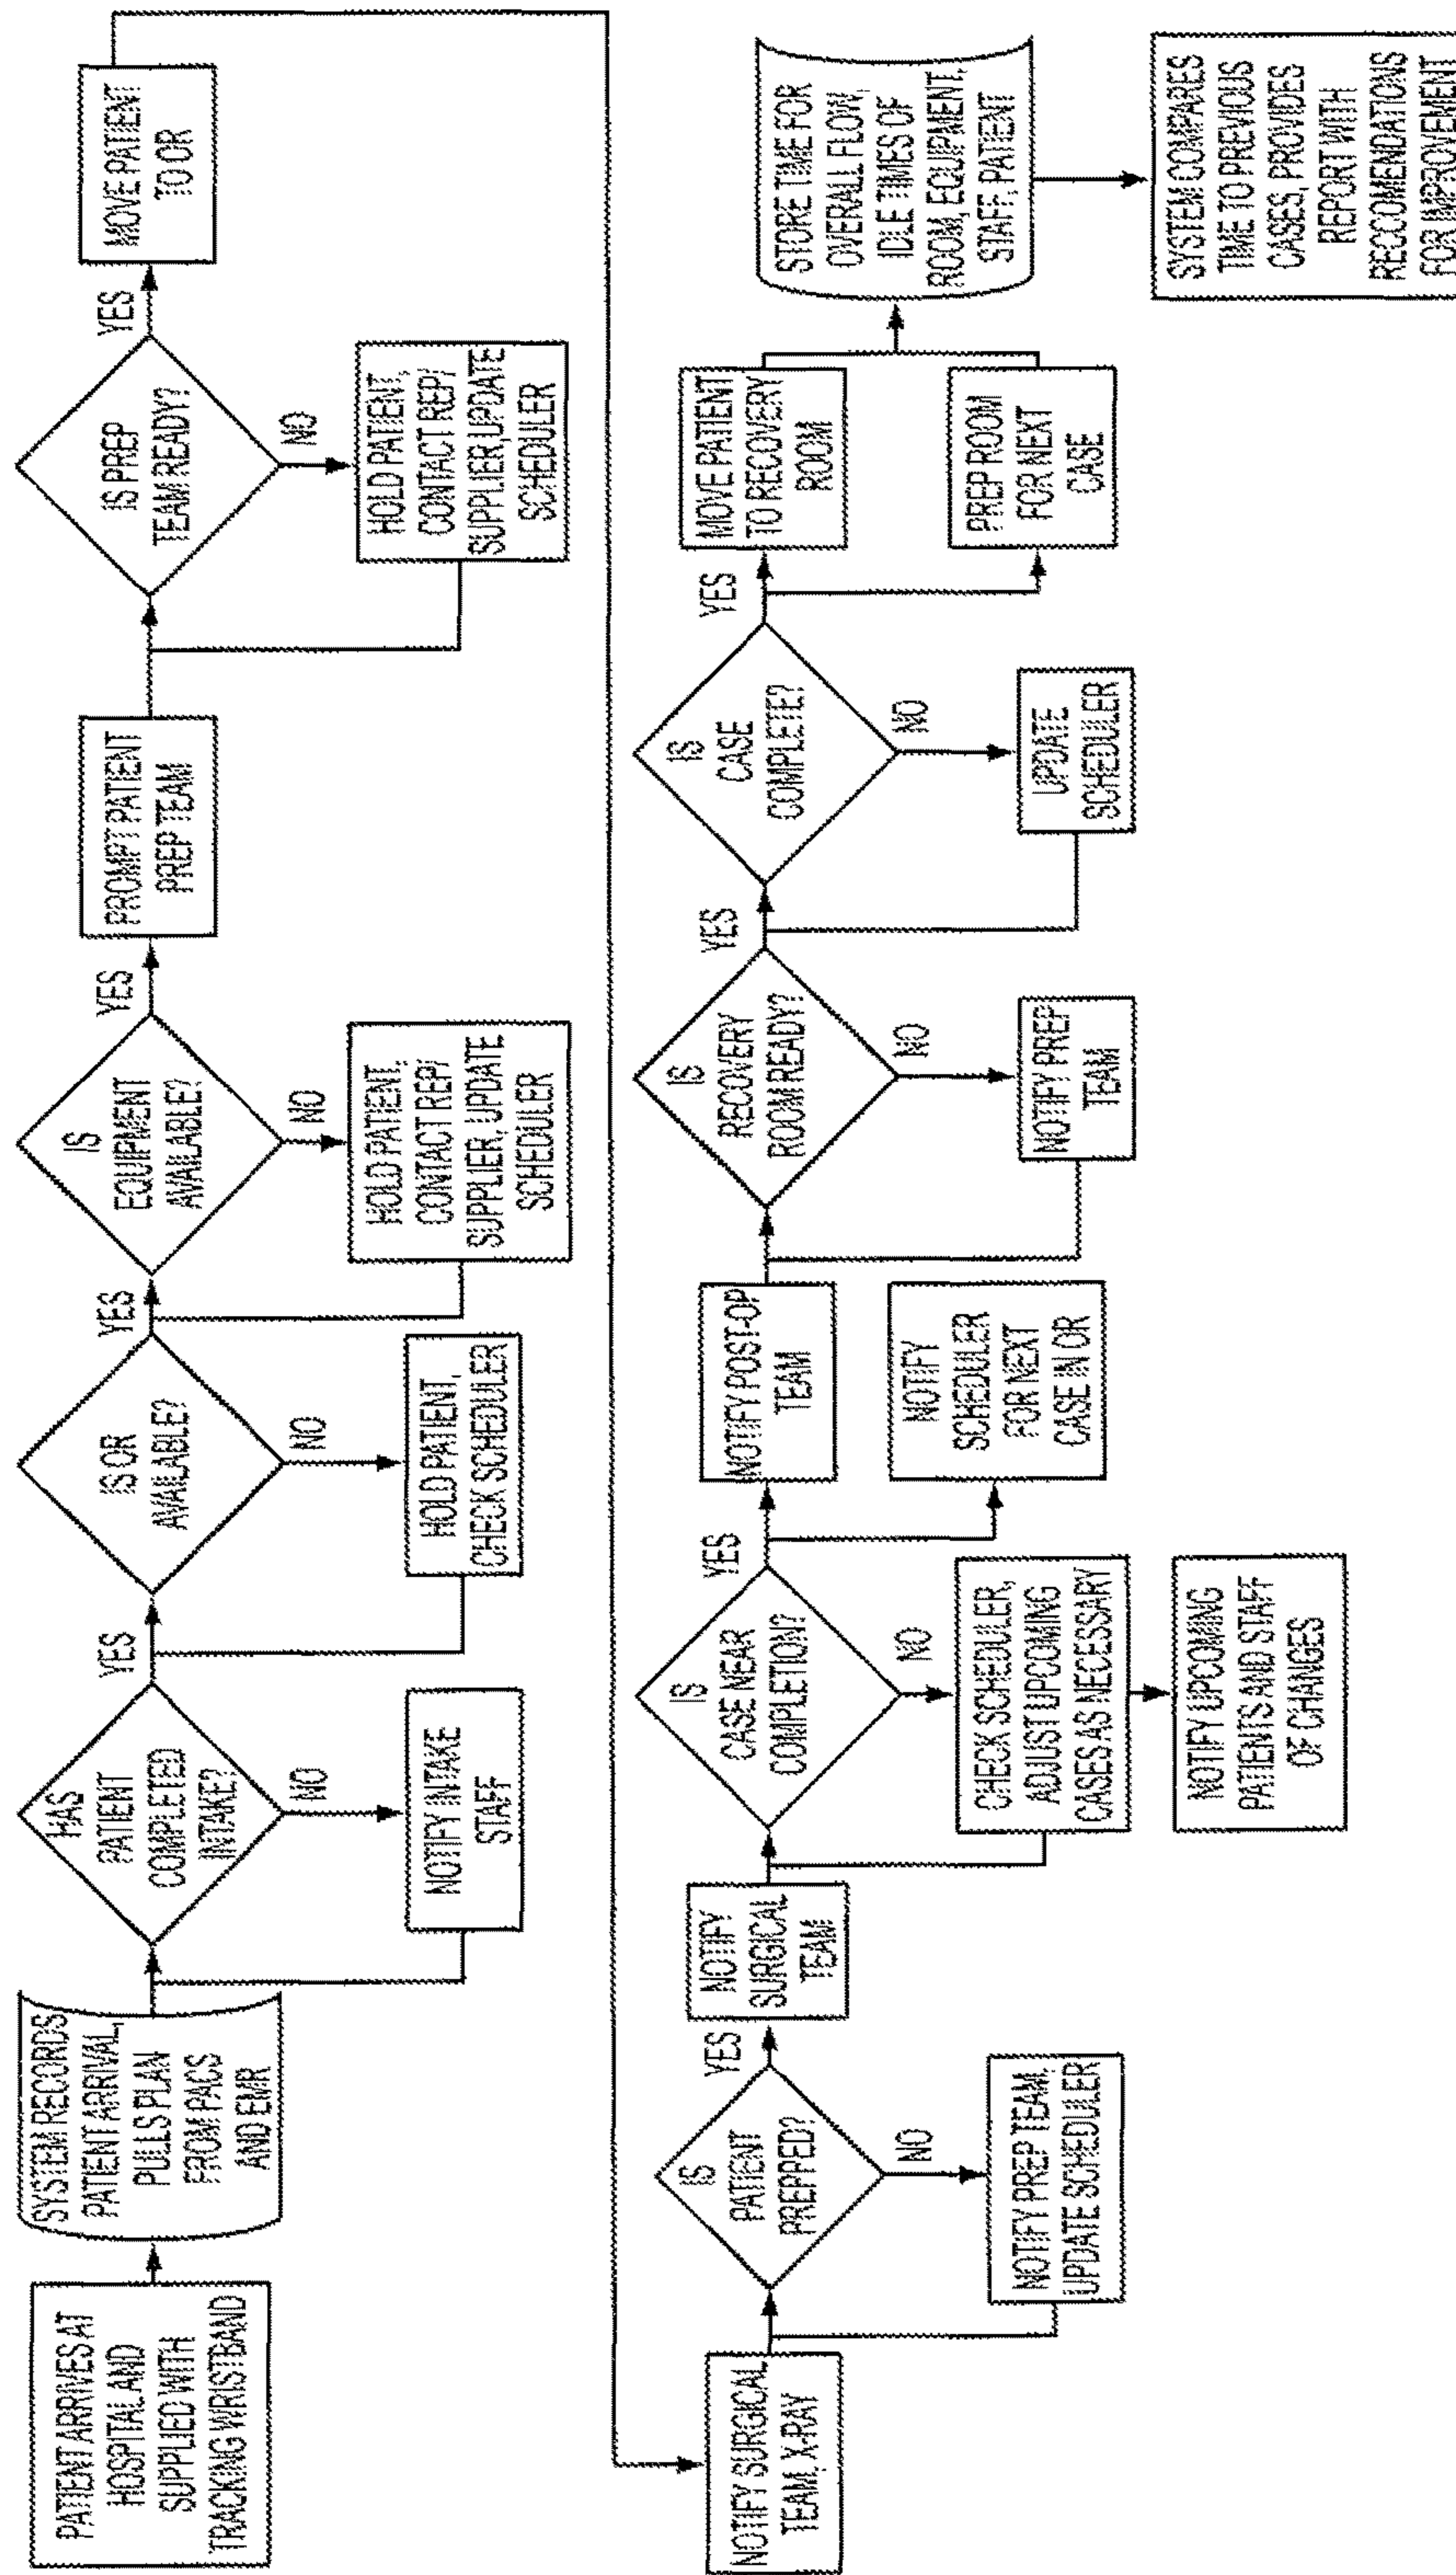 PATIENT ARRIVES AT
HOSPITAL AND
SUPPLIED WITH
TRACKING WRISTBAND
SYSTEM RECORDS
PATIENT ARRIVAL,
PULLS PLAN
FROM PACS
AND EMR
HAS
PATIENT
COMPLETED
INTAKE?
YES
NO
NOTIFY INTAKE
STAFF
IS OR
AVAILABLE?
YES
NO
HOLD PATIENT,
CHECK SCHEDULER
IS
EQUIPMENT
AVAILABLE?
YES
NO
HOLD PATIENT,
CONTACT REP/
SUPPLIER, UPDATE
SCHEDULER
PROMPT PATIENT
PREP TEAM
IS PREP
TEAM READY?
YES
NO
HOLD PATIENT,
CONTACT REP/
SUPPLIER, UPDATE
SCHEDULER
MOVE PATIENT
TO OR
NOTIFY SURGICAL
TEAM, X-RAY
IS
PATIENT
PREPPED?
YES
NO
NOTIFY PREP TEAM,
UPDATE SCHEDULER
NOTIFY
SURGICAL
TEAM
IS
CASE NEAR
COMPLETION?
YES
NO
CHECK SCHEDULER,
ADJUST UPCOMING
CASES AS NECESSARY
NOTIFY UPCOMING
PATIENTS AND STAFF
OF CHANGES
NOTIFY POST-OP
TEAM
NOTIFY
SCHEDULER
FOR NEXT
CASE IN OR
IS
RECOVERY
ROOM READY?
YES
NO
NOTIFY PREP
TEAM
IS
CASE
COMPLETE?
YES
NO
UPDATE
SCHEDULER
MOVE PATIENT
TO RECOVERY
ROOM
PREP ROOM
FOR NEXT
CASE
STORE TIME FOR
OVERALL FLOW,
IDLE TIMES OF
ROOM, EQUIPMENT,
STAFF, PATIENT
SYSTEM COMPARES
TIME TO PREVIOUS
CASES, PROVIDES
REPORT WITH
RECCOMENDATIONS
FOR IMPROVEMENT